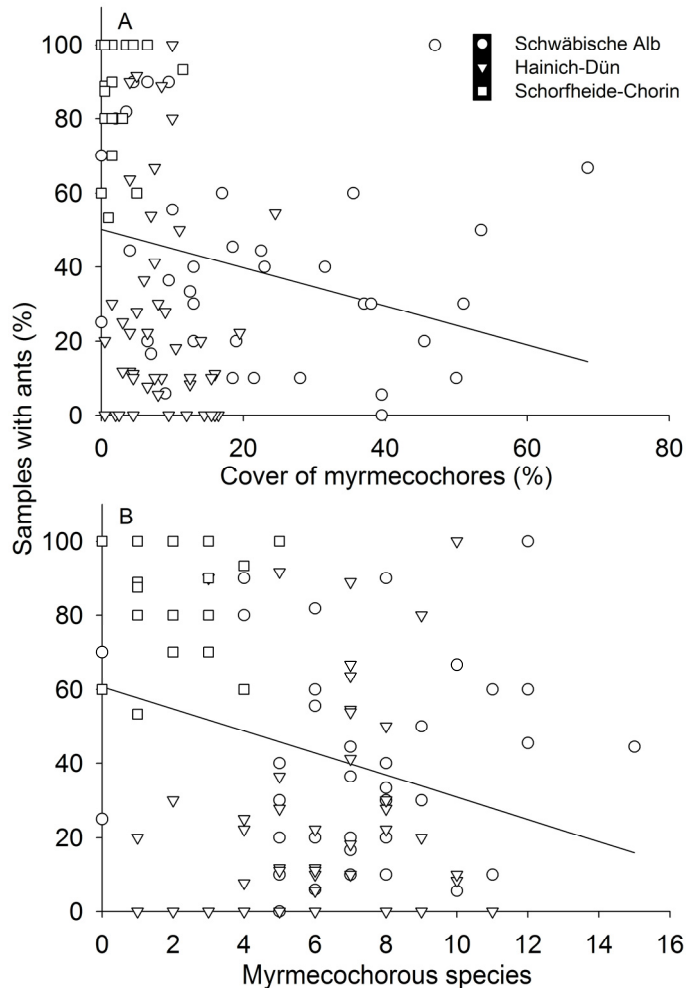 A
Schwäbische Alb
Hainich-Dün
Schorfheide-Chorin
100
80
60
40
20
0
0 20 40 60 80
Cover of myrmecochores (%)
Samples with ants (%)
B
100
80
60
40
20
0
0 2 4 6 8 10 12 14 16
Myrmecochorous species